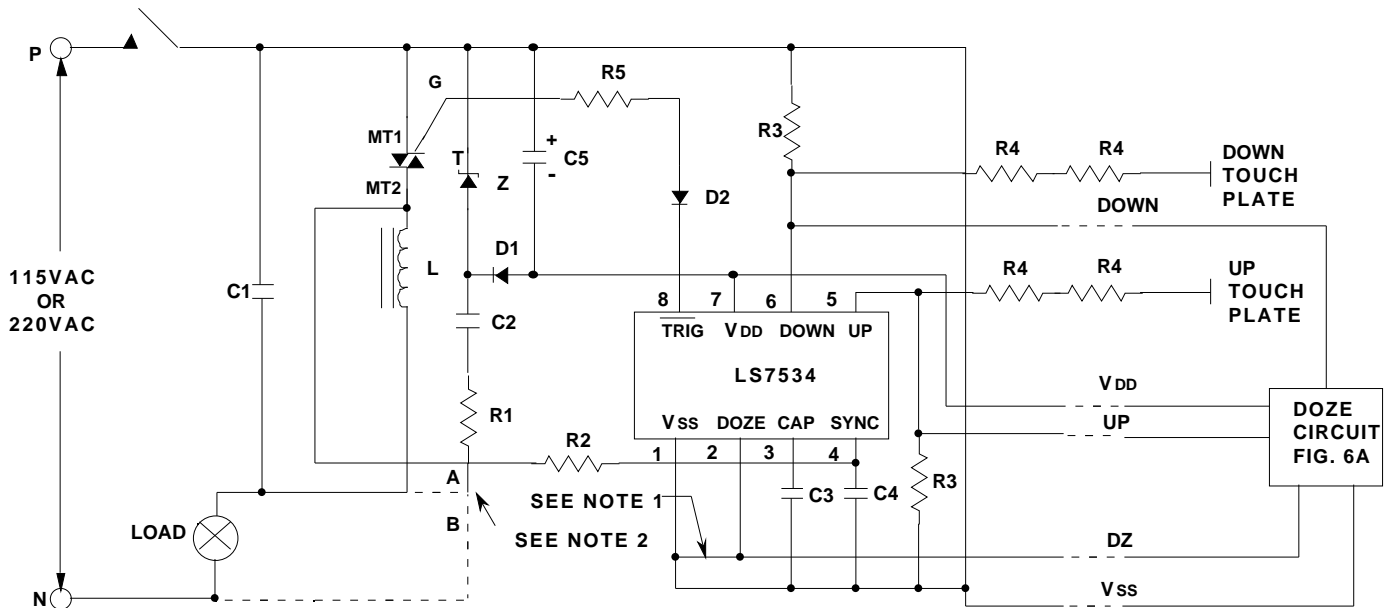 P
G
R5
MT1
+
C5
-
T
Z
MT2
R3
R4
R4
DOWN
TOUCH
PLATE
D2
DOWN
115VAC
OR
220VAC
C1
L
D1
R4
R4
UP
TOUCH
PLATE
8 7 6 5
TRIG VDD DOWN UP
C2
LS7534
R1
VSS DOZE CAP SYNC
1 2 3 4
R2
VDD
UP
DOZE
CIRCUIT
FIG. 6A
A
B
SEE NOTE 1
C3
C4
R3
LOAD
SEE NOTE 2
DZ
VSS
N